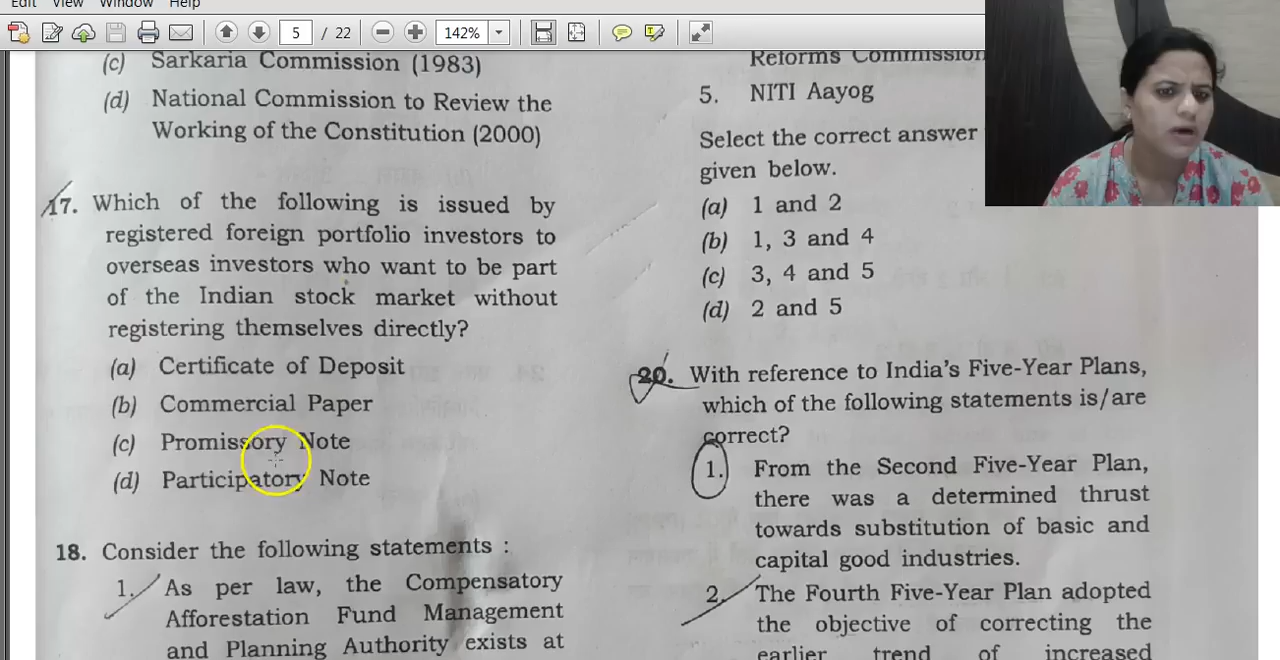 Edit View Window Help
5 / 22
142%
(c) Sarkaria Commission (1983)
(d) National Commission to Review the
Working of the Constitution (2000)
17. Which of the following is issued by
registered foreign portfolio investors to
overseas investors who want to be part
of the Indian stock market without
registering themselves directly?
(a) Certificate of Deposit
(b) Commercial Paper
(c) Promissory Note
(d) Participatory Note
18. Consider the following statements :
1. As per law, the Compensatory
Afforestation Fund Management
and Planning Authority exists at
Reforms Commission
5. NITI Aayog
Select the correct answer
given below.
(a) 1 and 2
(b) 1, 3 and 4
(c) 3, 4 and 5
(d) 2 and 5
20. With reference to India's Five-Year Plans,
which of the following statements is/are
correct?
1. From the Second Five-Year Plan,
there was a determined thrust
towards substitution of basic and
capital good industries.
2. The Fourth Five-Year Plan adopted
the objective of correcting the
earlier trend of increased